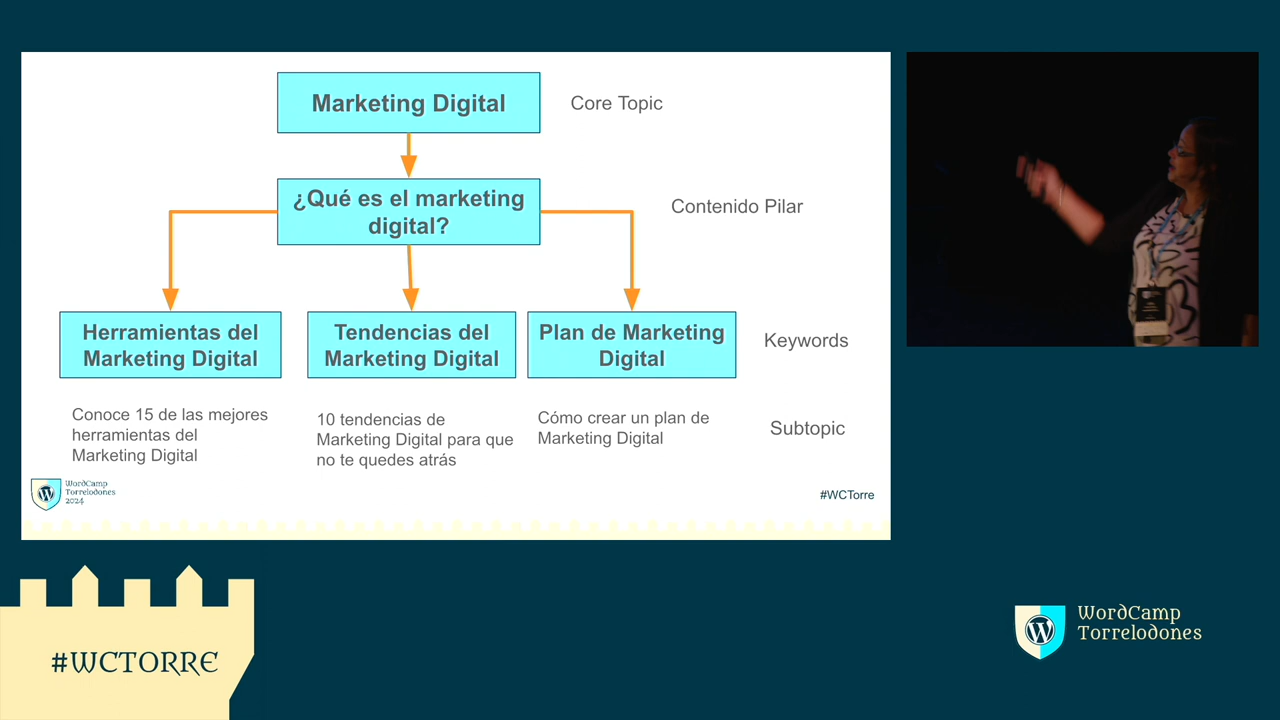 Marketing Digital
Core Topic
¿Qué es el marketing
digital?
Contenido Pilar
Herramientas del
Marketing Digital
Tendencias del
Marketing Digital
Plan de Marketing
Digital
Keywords
Conoce 15 de las mejores
herramientas del
Marketing Digital
10 tendencias de
Marketing Digital para que
no te quedes atrás
Cómo crear un plan de
Marketing Digital
Subtopic
WordCamp
Torrelodones
2024
#WCTorre
#WCTORRE
WordCamp
Torrelodones